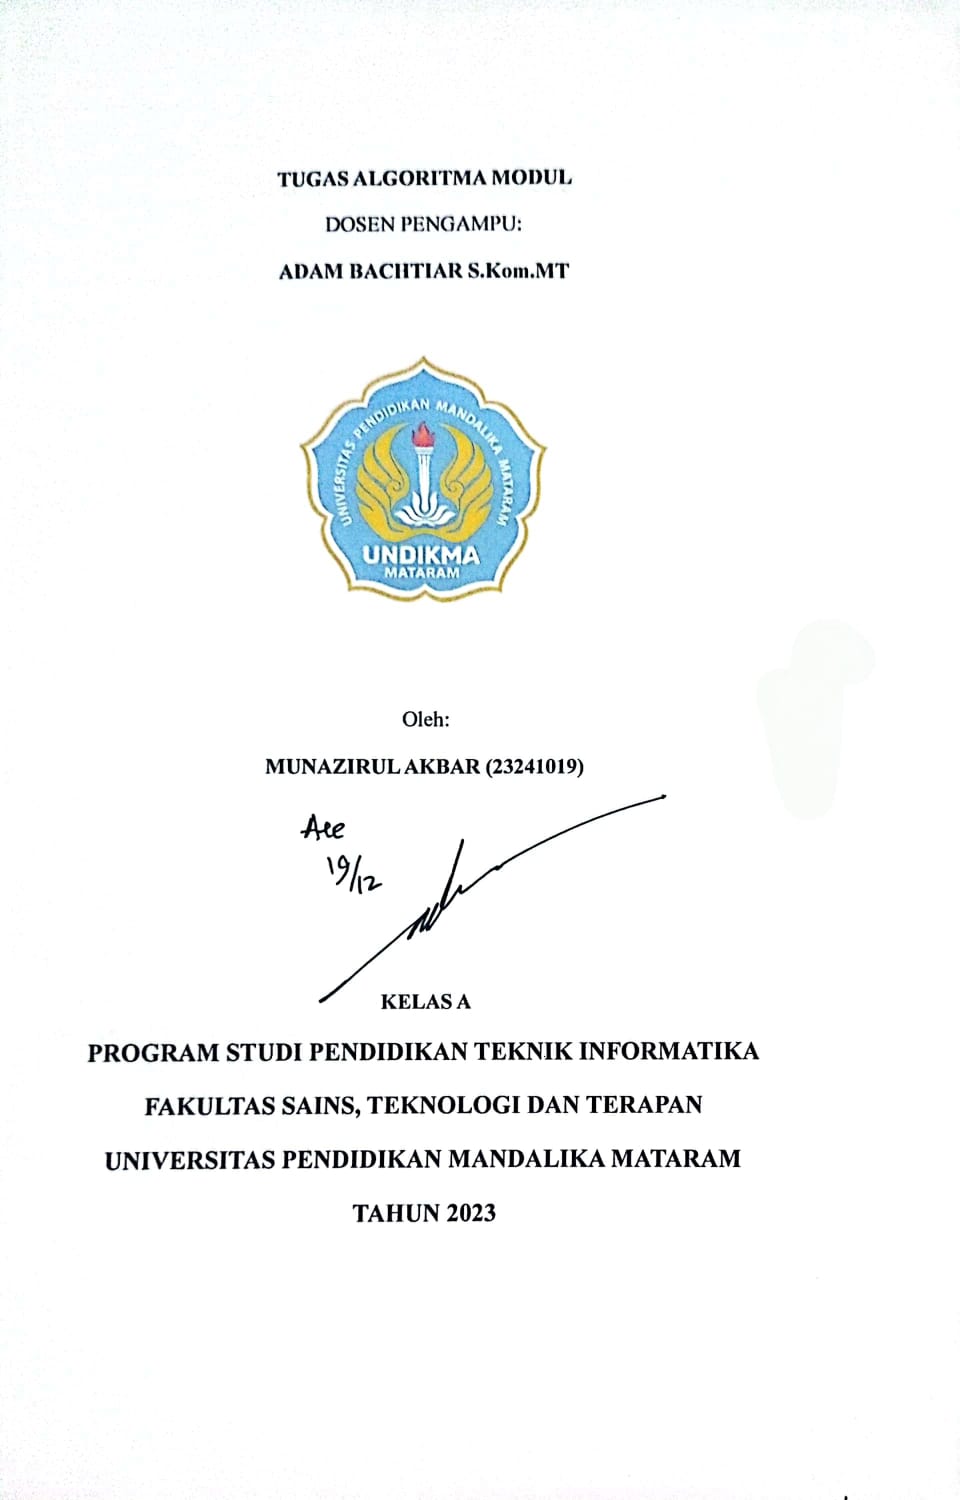 TUGAS ALGORITMA MODUL
DOSEN PENGAMPU:
ADAM BACHTIAR S.Kom.MT
UNIVERSITAS PENDIDIKAN MANDALIKA MATARAM
UNDIKMA
MATARAM
Oleh:
MUNAZIRUL AKBAR (23241019)
Acc
19/12
KELAS A
PROGRAM STUDI PENDIDIKAN TEKNIK INFORMATIKA
FAKULTAS SAINS, TEKNOLOGI DAN TERAPAN
UNIVERSITAS PENDIDIKAN MANDALIKA MATARAM
TAHUN 2023